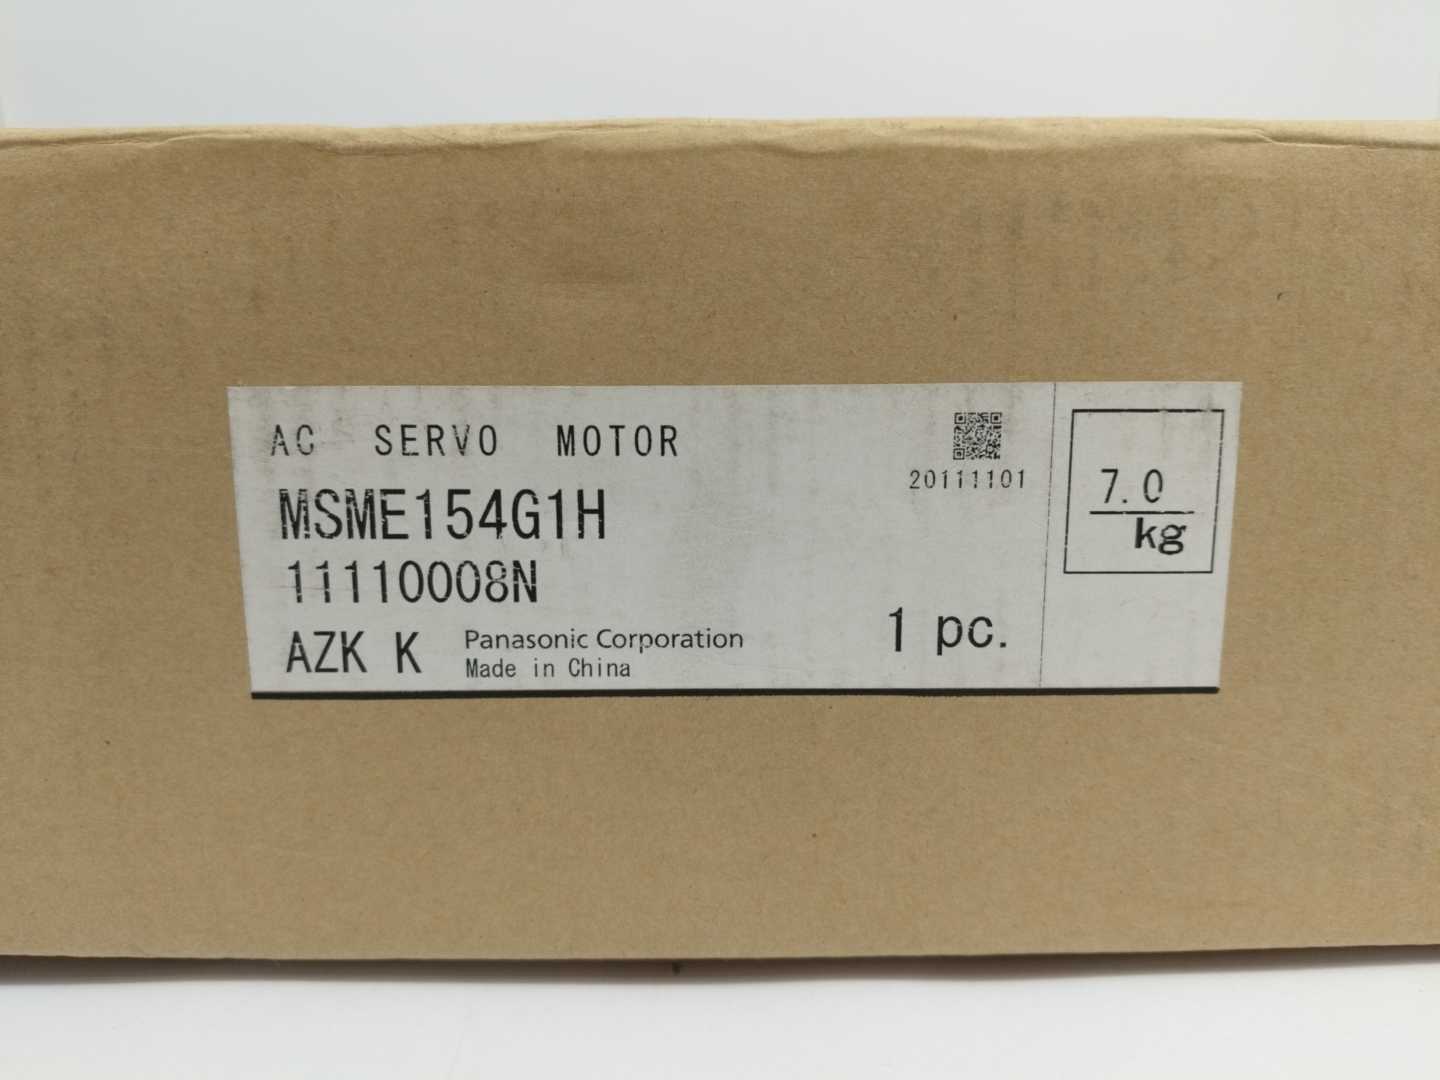 AC SERVO MOTOR
20111101
MSME154G1H
11110008N
AZK K
Panasonic Corporation
Made in China
1 pc.
7.0
kg